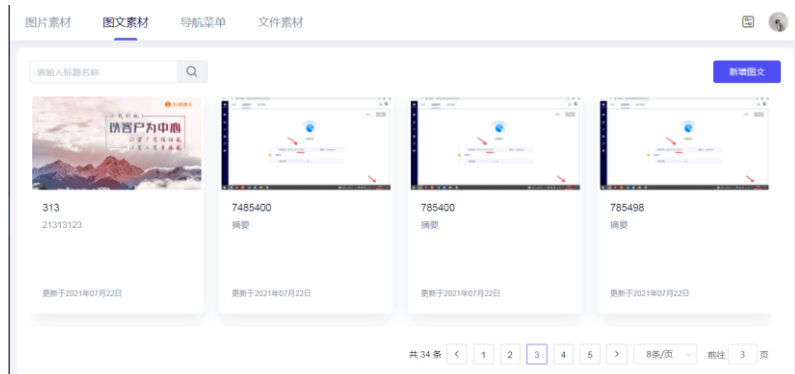 图片素材 图文素材 导航菜单 文件素材
请输入标题名称
新增图文
以客户为中心
313
21313123
更新于2021年07月22日
7485400
摘要
更新于2021年07月22日
785400
摘要
更新于2021年07月22日
785498
摘要
更新于2021年07月22日
共 34 条 < 1 2 3 4 5 > 8条/页 前往 3 页